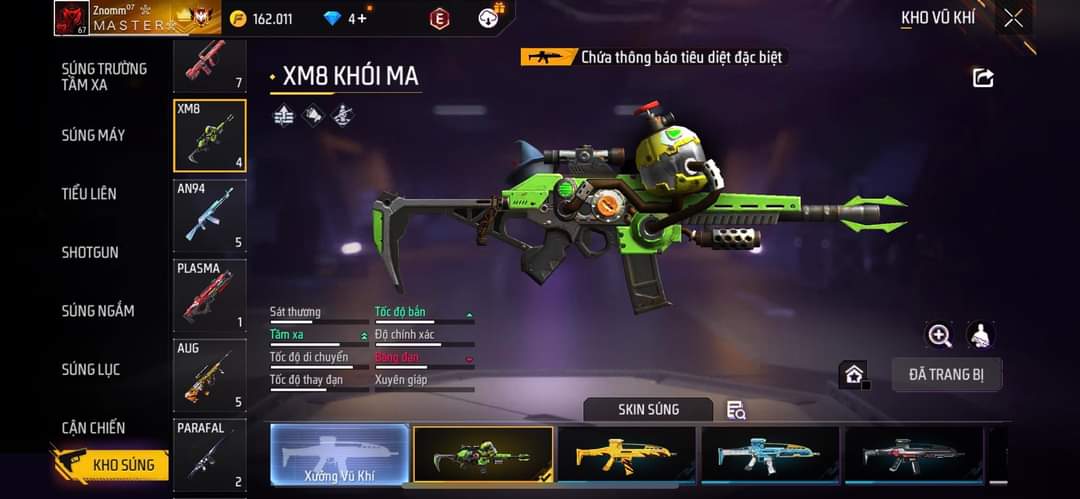 Znomm⁰⁷ ※
MASTER※
67
162.011
4+
E
KHO VŨ KHÍ
Chứa thông báo tiêu diệt đặc biệt
XM8 KHÓI MA
SÚNG TRƯỜNG
TẦM XA
SÚNG MÁY
TIỂU LIÊN
SHOTGUN
SÚNG NGẮM
SÚNG LỤC
CẬN CHIẾN
KHO SÚNG
7
XM8
4
AN94
5
PLASMA
1
AUG
5
PARAFAL
2
Sát thương
Tốc độ bắn
Tầm xa
Độ chính xác
Tốc độ di chuyển
Băng đạn
Tốc độ thay đạn
Xuyên giáp
ĐÃ TRANG BỊ
SKIN SÚNG
Xưởng Vũ Khí